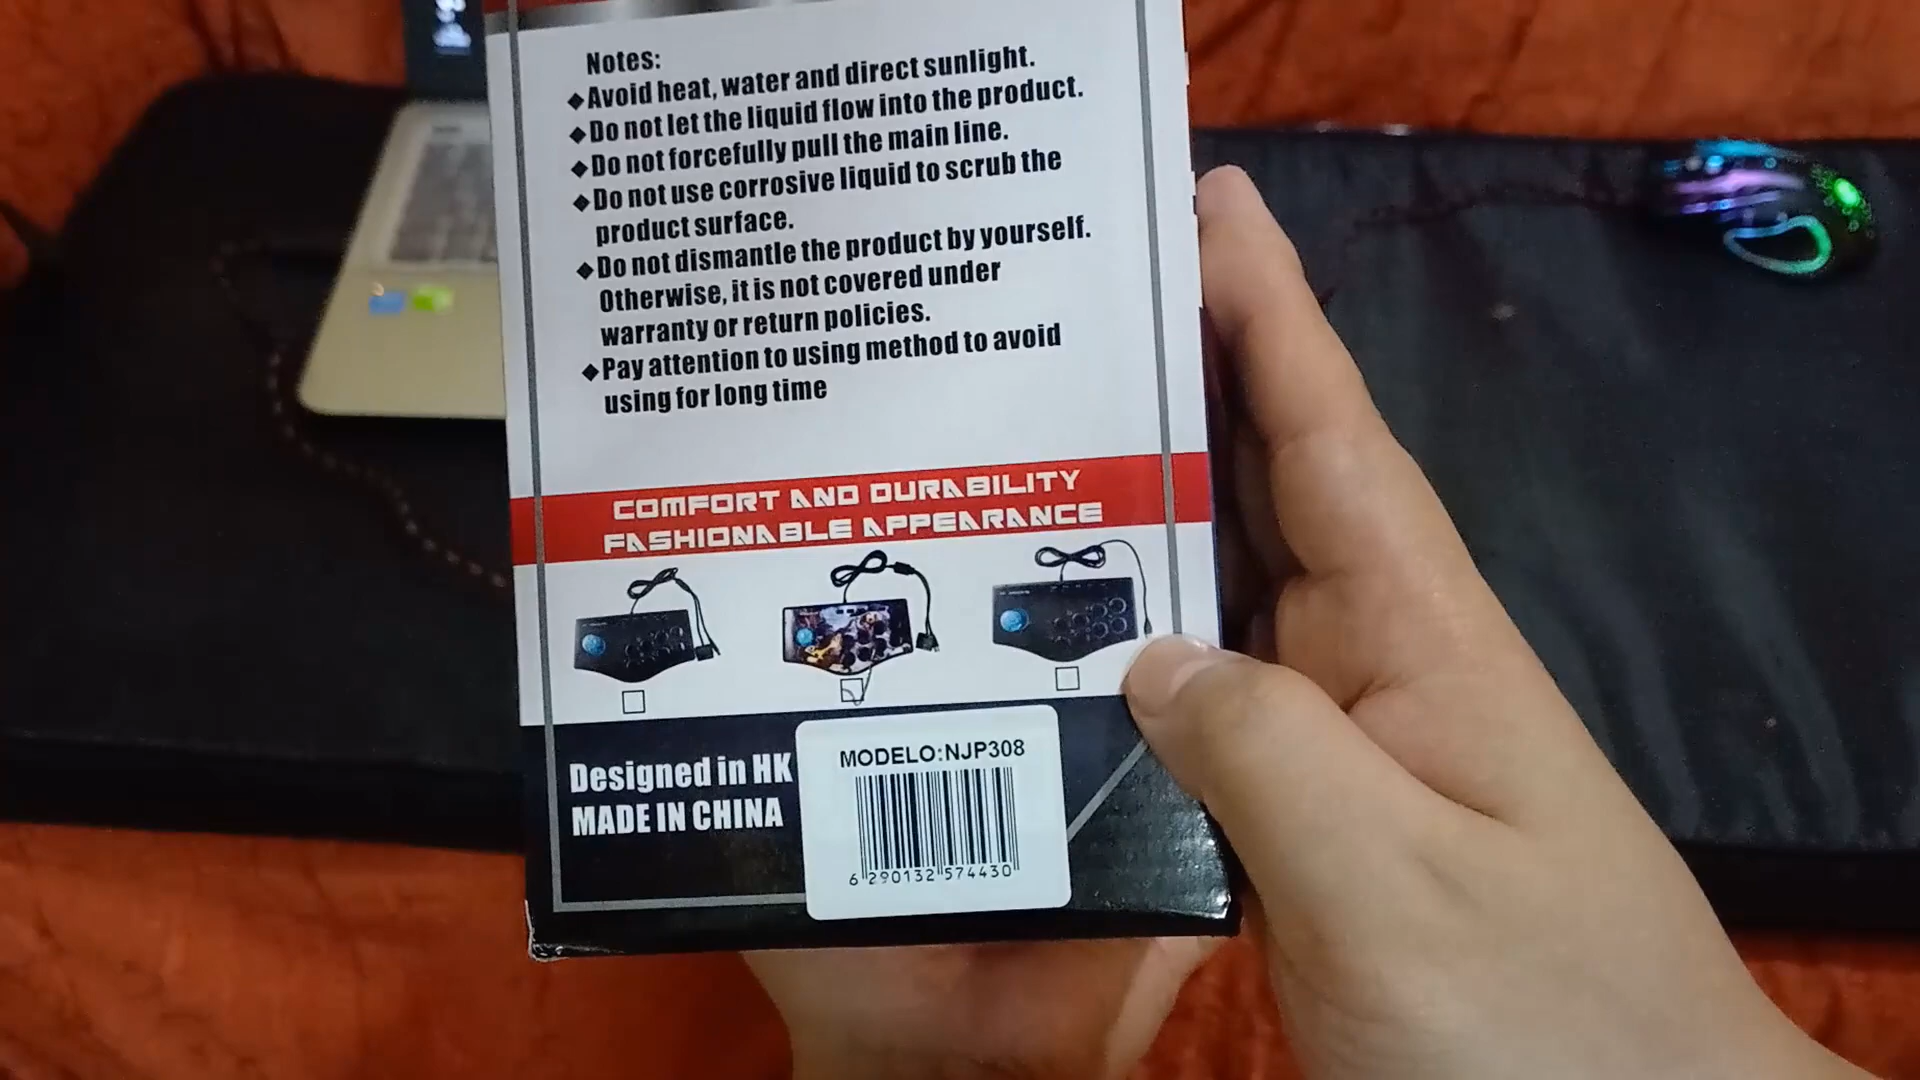 Notes:
◆Avoid heat, water and direct sunlight.
◆Do not let the liquid flow into the product.
◆Do not forcefully pull the main line.
◆Do not use corrosive liquid to scrub the
product surface.
◆Do not dismantle the product by yourself.
Otherwise, it is not covered under
warranty or return policies.
◆Pay attention to using method to avoid
using for long time
COMFORT AND DURABILITY
FASHIONABLE APPEARANCE
Designed in HK
MADE IN CHINA
MODELO:NJP308
6 290132 574430